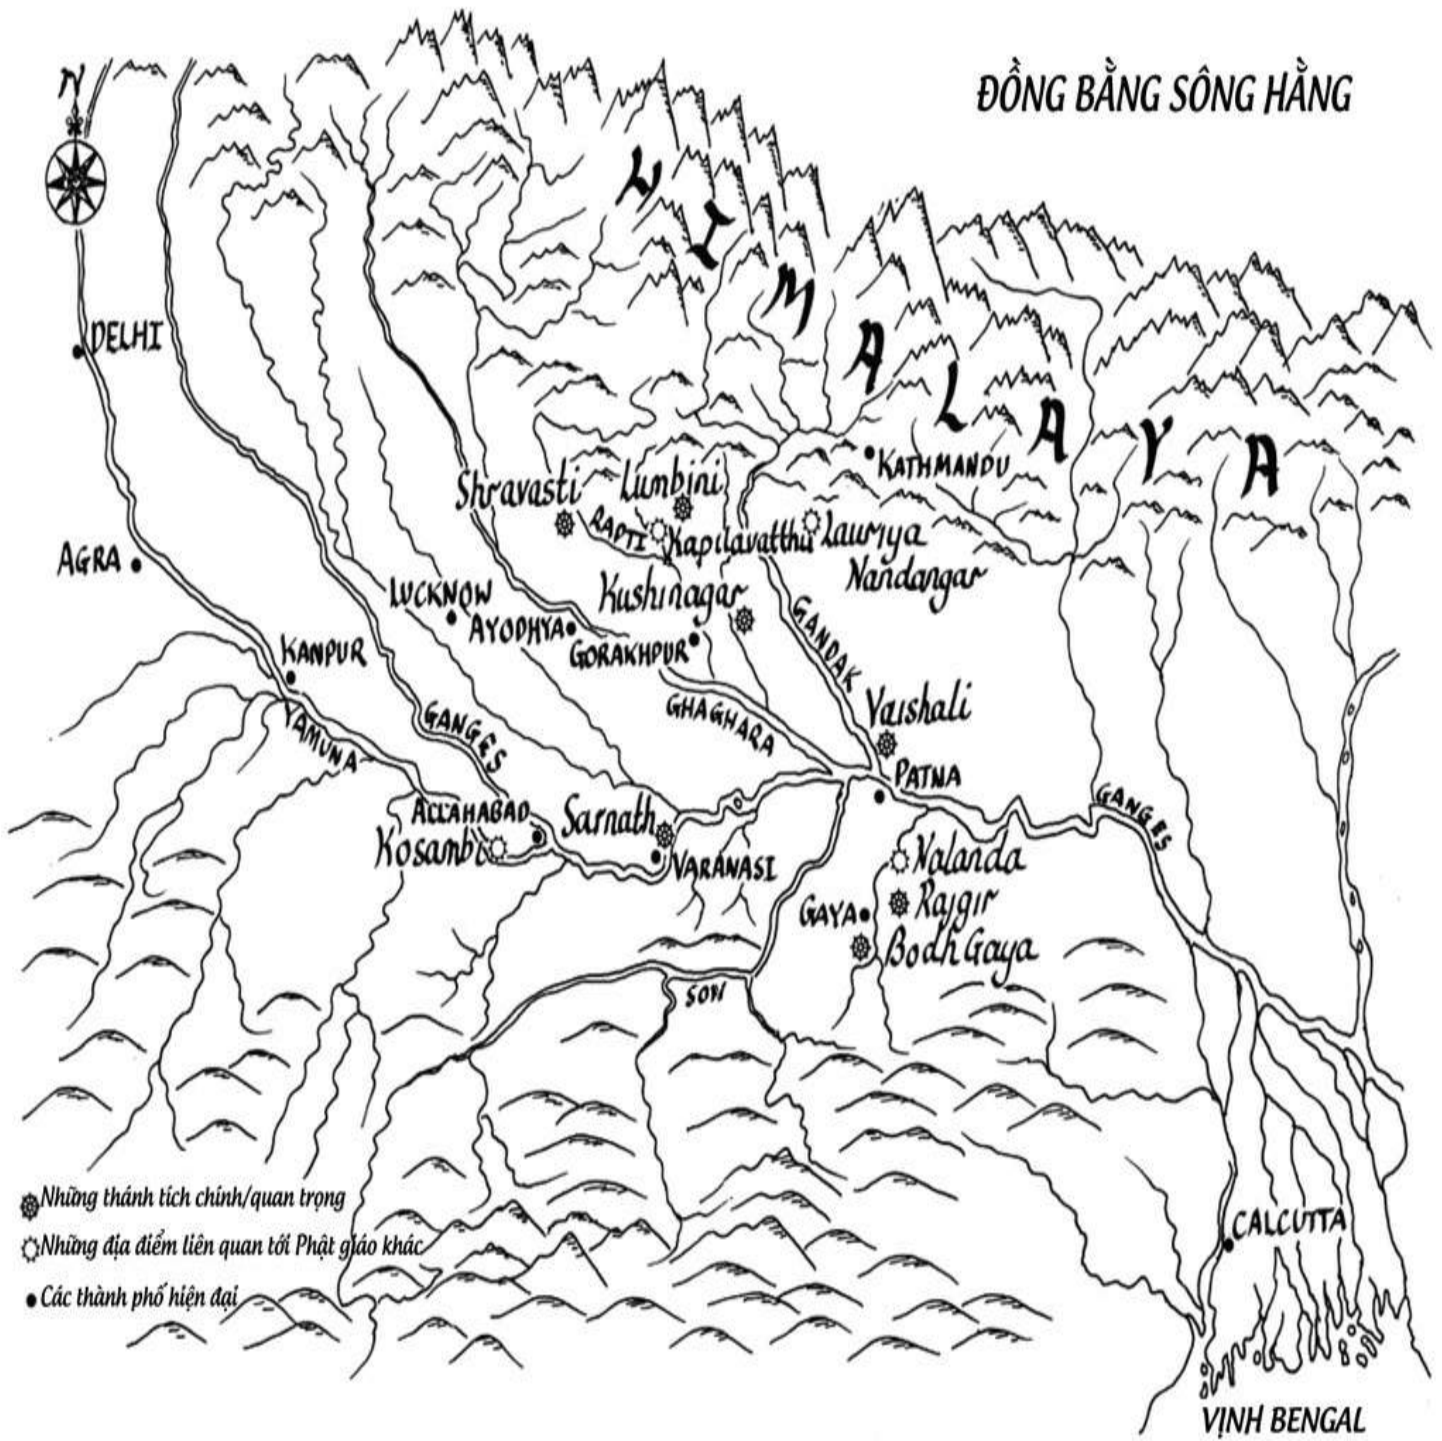 N
ĐỒNG BẰNG SÔNG HẰNG
HIMALAYA
DELHI
KATHMANDU
Shravasti
Lumbini
RAPTI
Kapilavatthu
Lauriya
Nandangar
AGRA
LUCKNOW
Kushinagar
AYODHYA
GORAKHPUR
GANDAK
KANPUR
YAMUNA
GANGES
GHAGHARA
Vaishali
PATNA
GANGES
ALLAHABAD
Kosambi
Sarnath
VARANASI
Nalanda
Rajgir
GAYA
Bodh Gaya
SON
Những thánh tích chính/quan trọng
Những địa điểm liên quan tới Phật giáo khác
Các thành phố hiện đại
CALCUTTA
VỊNH BENGAL